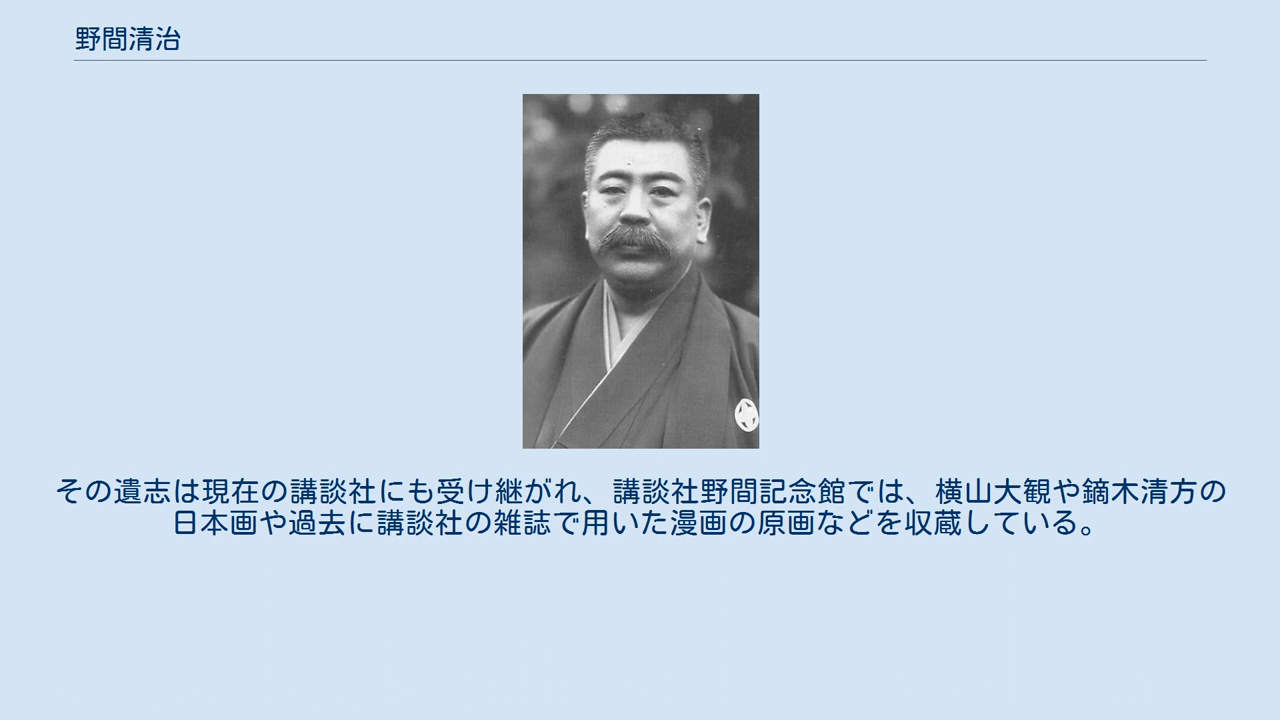 野間清治
その遺志は現在の講談社にも受け継がれ、講談社野間記念館では、横山大観や鏑木清方の
日本画や過去に講談社の雑誌で用いた漫画の原画などを収蔵している。